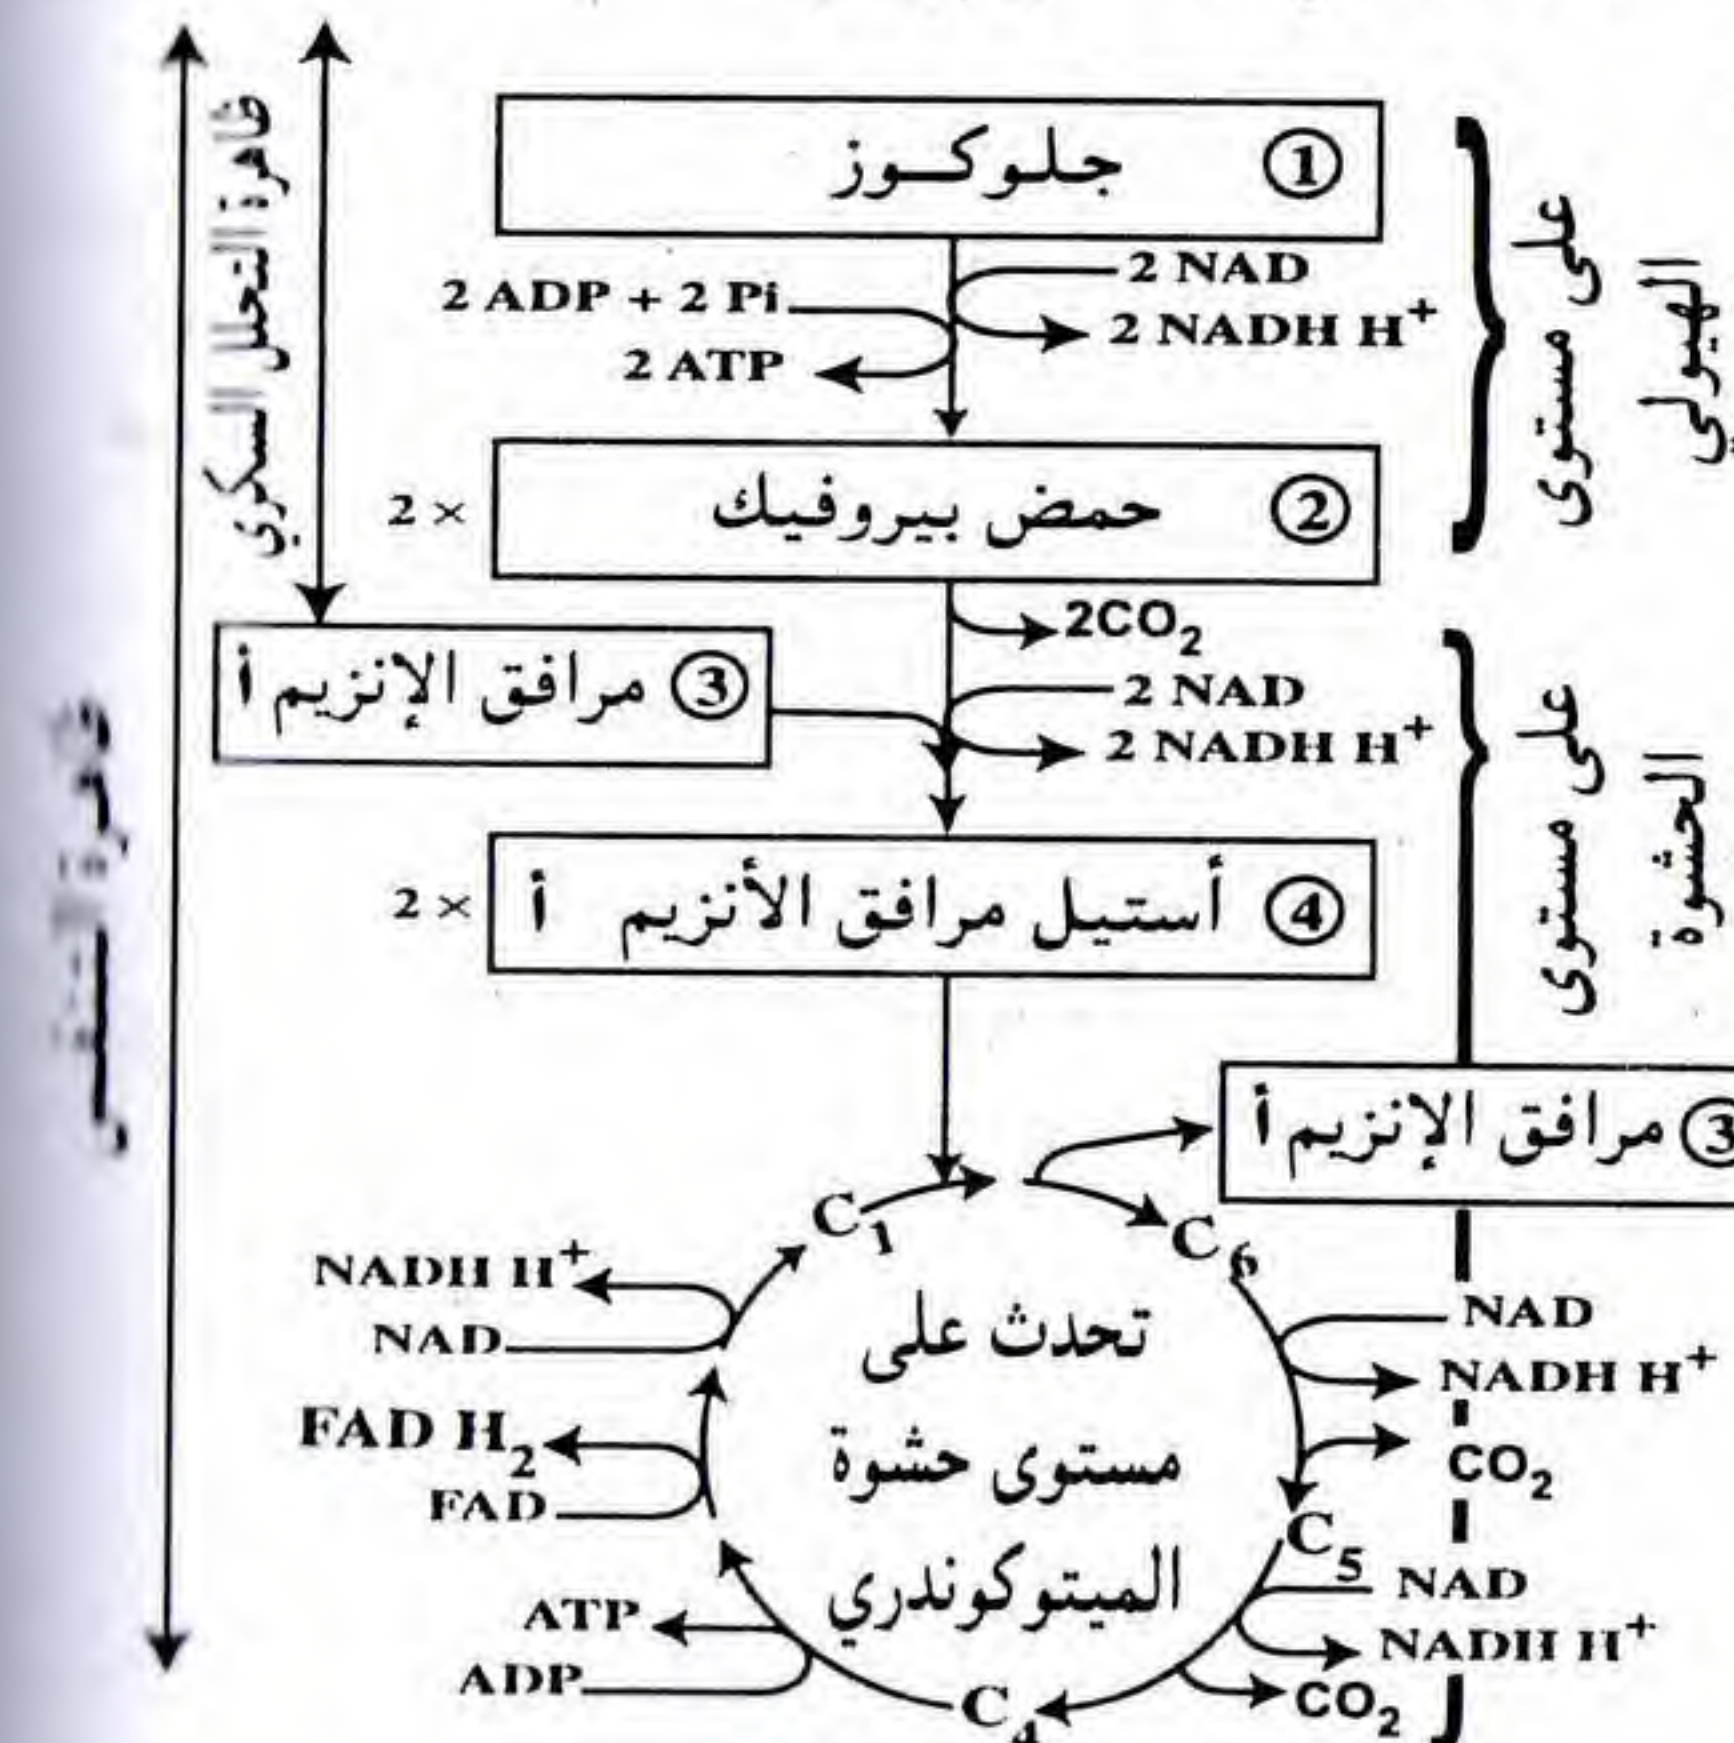 جلوكوز ①
2 NAD
2 ADP + 2 Pi
2 NADH H⁺
2 ATP
على مستوى
الهيولي
ظاهرة التحلل السكري
2 ×
حمض بيروفيك ②
2CO₂
③ مرافق الإنزيم أ
2 NAD
2 NADH H⁺
على مستوى
الحشوة
2 ×
④ أستيل مرافق الأنزيم أ
③ مرافق الإنزيم أ
C₁
C₆
NADH H⁺
NAD
NAD
NADH H⁺
تحدث على
مستوى حشوة
الميتوكوندري
FAD H₂
FAD
CO₂
C₅
NAD
NADH H⁺
ATP
ADP
C₄
CO₂